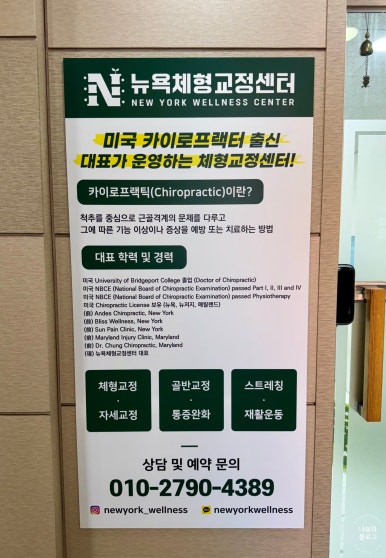 N 뉴욕체형교정센터
NEW YORK WELLNESS CENTER
미국 카이로프랙터 출신
대표가 운영하는 체형교정센터!
카이로프랙틱(Chiropractic)이란?
척추를 중심으로 근골격계의 문제를 다루고
그에 따른 기능 이상이나 증상을 예방 또는 치료하는 방법
대표 학력 및 경력
미국 University of Bridgeport College 졸업 (Doctor of Chiropractic)
미국 NBCE (National Board of Chiropractic Examination) passed Part I, II, III and IV
미국 NBCE (National Board of Chiropractic Examination) passed Physiotherapy
미국 Chiropractic License 보유 (뉴욕, 뉴저지, 메릴랜드)
(前) Andes Chiropractic, New York
(前) Bliss Wellness, New York
(前) Sun Pain Clinic, New York
(前) Maryland Injury Clinic, Maryland
(前) Dr. Chung Chiropractic, Maryland
(現) 뉴욕체형교정센터 대표
체형교정 · 자세교정
골반교정 · 통증완화
스트레칭 · 재활운동
상담 및 예약 문의
010-2790-4389
newyork_wellness newyorkwellness